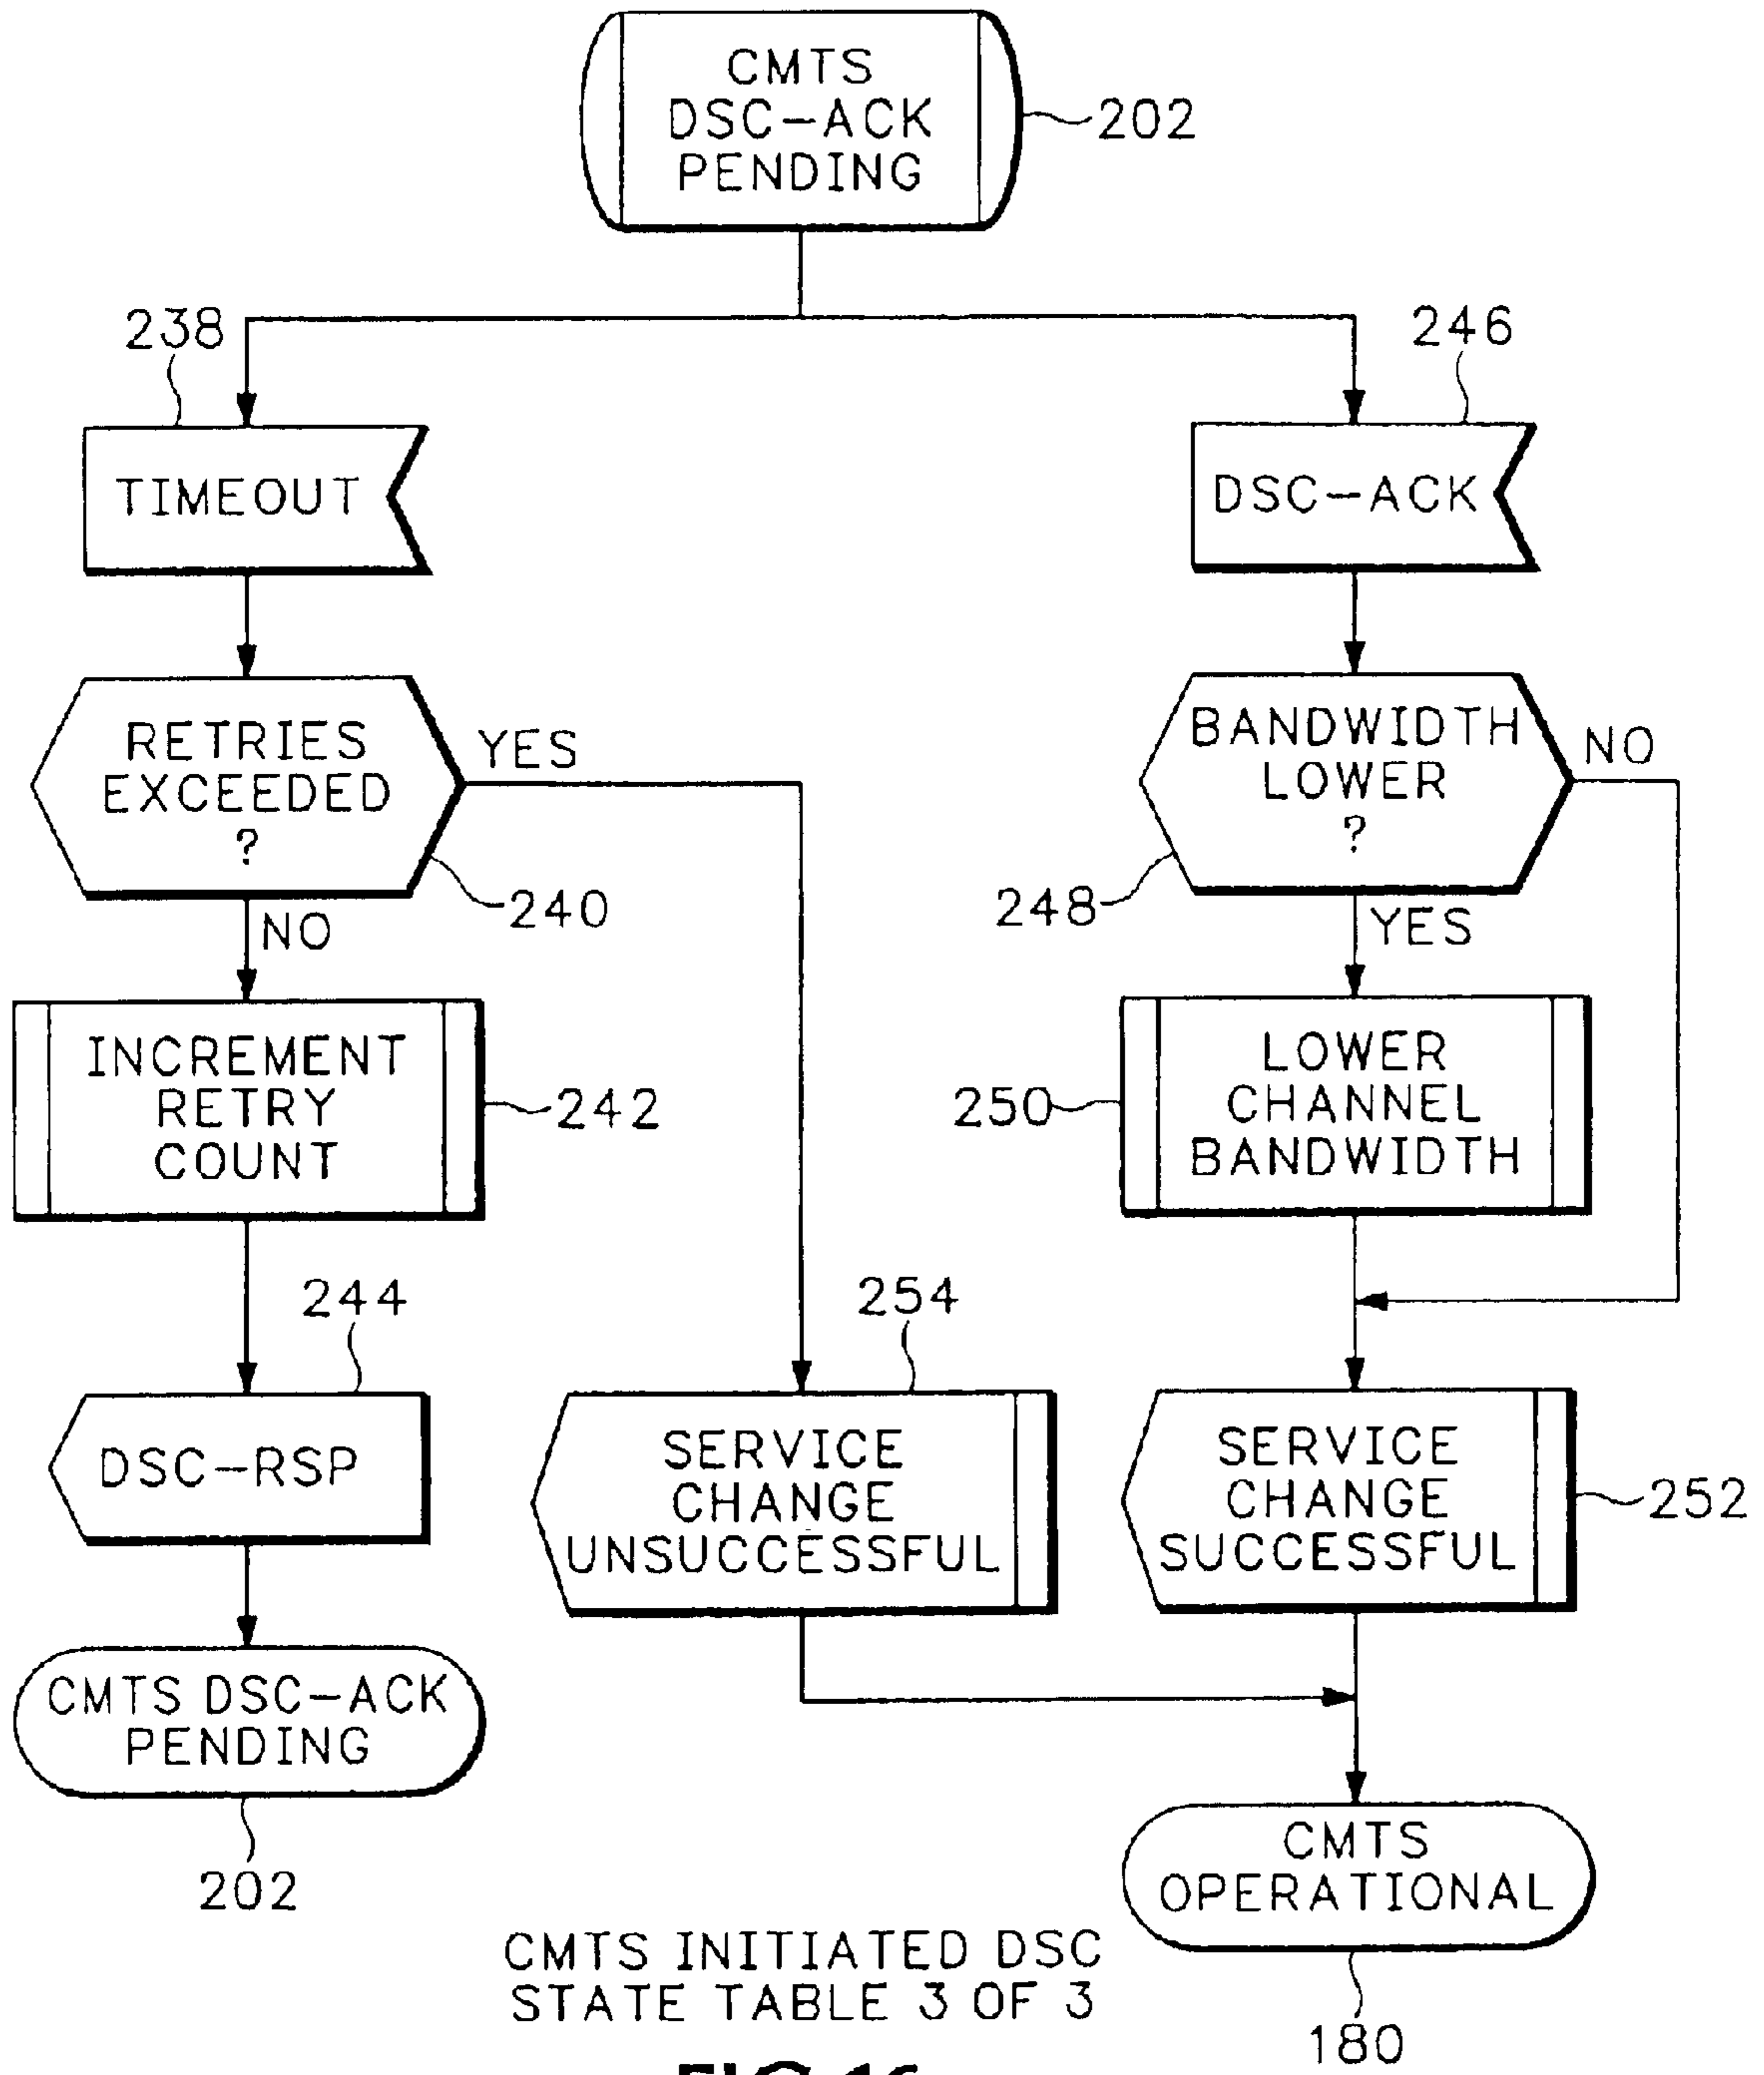 CMTS
DSC-ACK
PENDING
202
238
246
TIMEOUT
DSC-ACK
RETRIES
EXCEEDED
?
YES
240
NO
BANDWIDTH
LOWER
?
NO
248
YES
INCREMENT
RETRY
COUNT
242
LOWER
CHANNEL
BANDWIDTH
250
244
254
DSC-RSP
SERVICE
CHANGE
UNSUCCESSFUL
SERVICE
CHANGE
SUCCESSFUL
252
CMTS DSC-ACK
PENDING
202
CMTS
OPERATIONAL
180
CMTS INITIATED DSC
STATE TABLE 3 OF 3